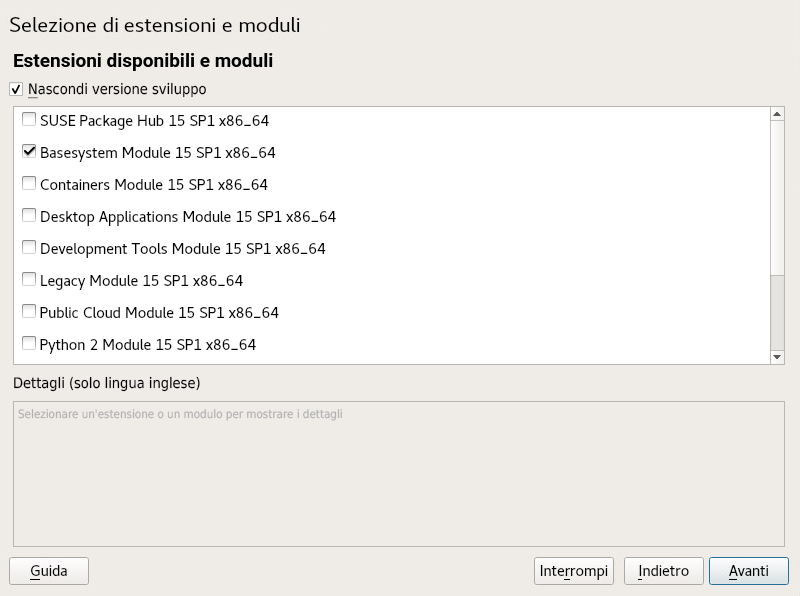 Selezione di estensioni e moduli
Estensioni disponibili e moduli
Nascondi versione sviluppo
SUSE Package Hub 15 SP1 x86_64
Basesystem Module 15 SP1 x86_64
Containers Module 15 SP1 x86_64
Desktop Applications Module 15 SP1 x86_64
Development Tools Module 15 SP1 x86_64
Legacy Module 15 SP1 x86_64
Public Cloud Module 15 SP1 x86_64
Python 2 Module 15 SP1 x86_64
Dettagli (solo lingua inglese)
Selezionare un'estensione o un modulo per mostrare i dettagli
Guida
Interrompi
Indietro
Avanti